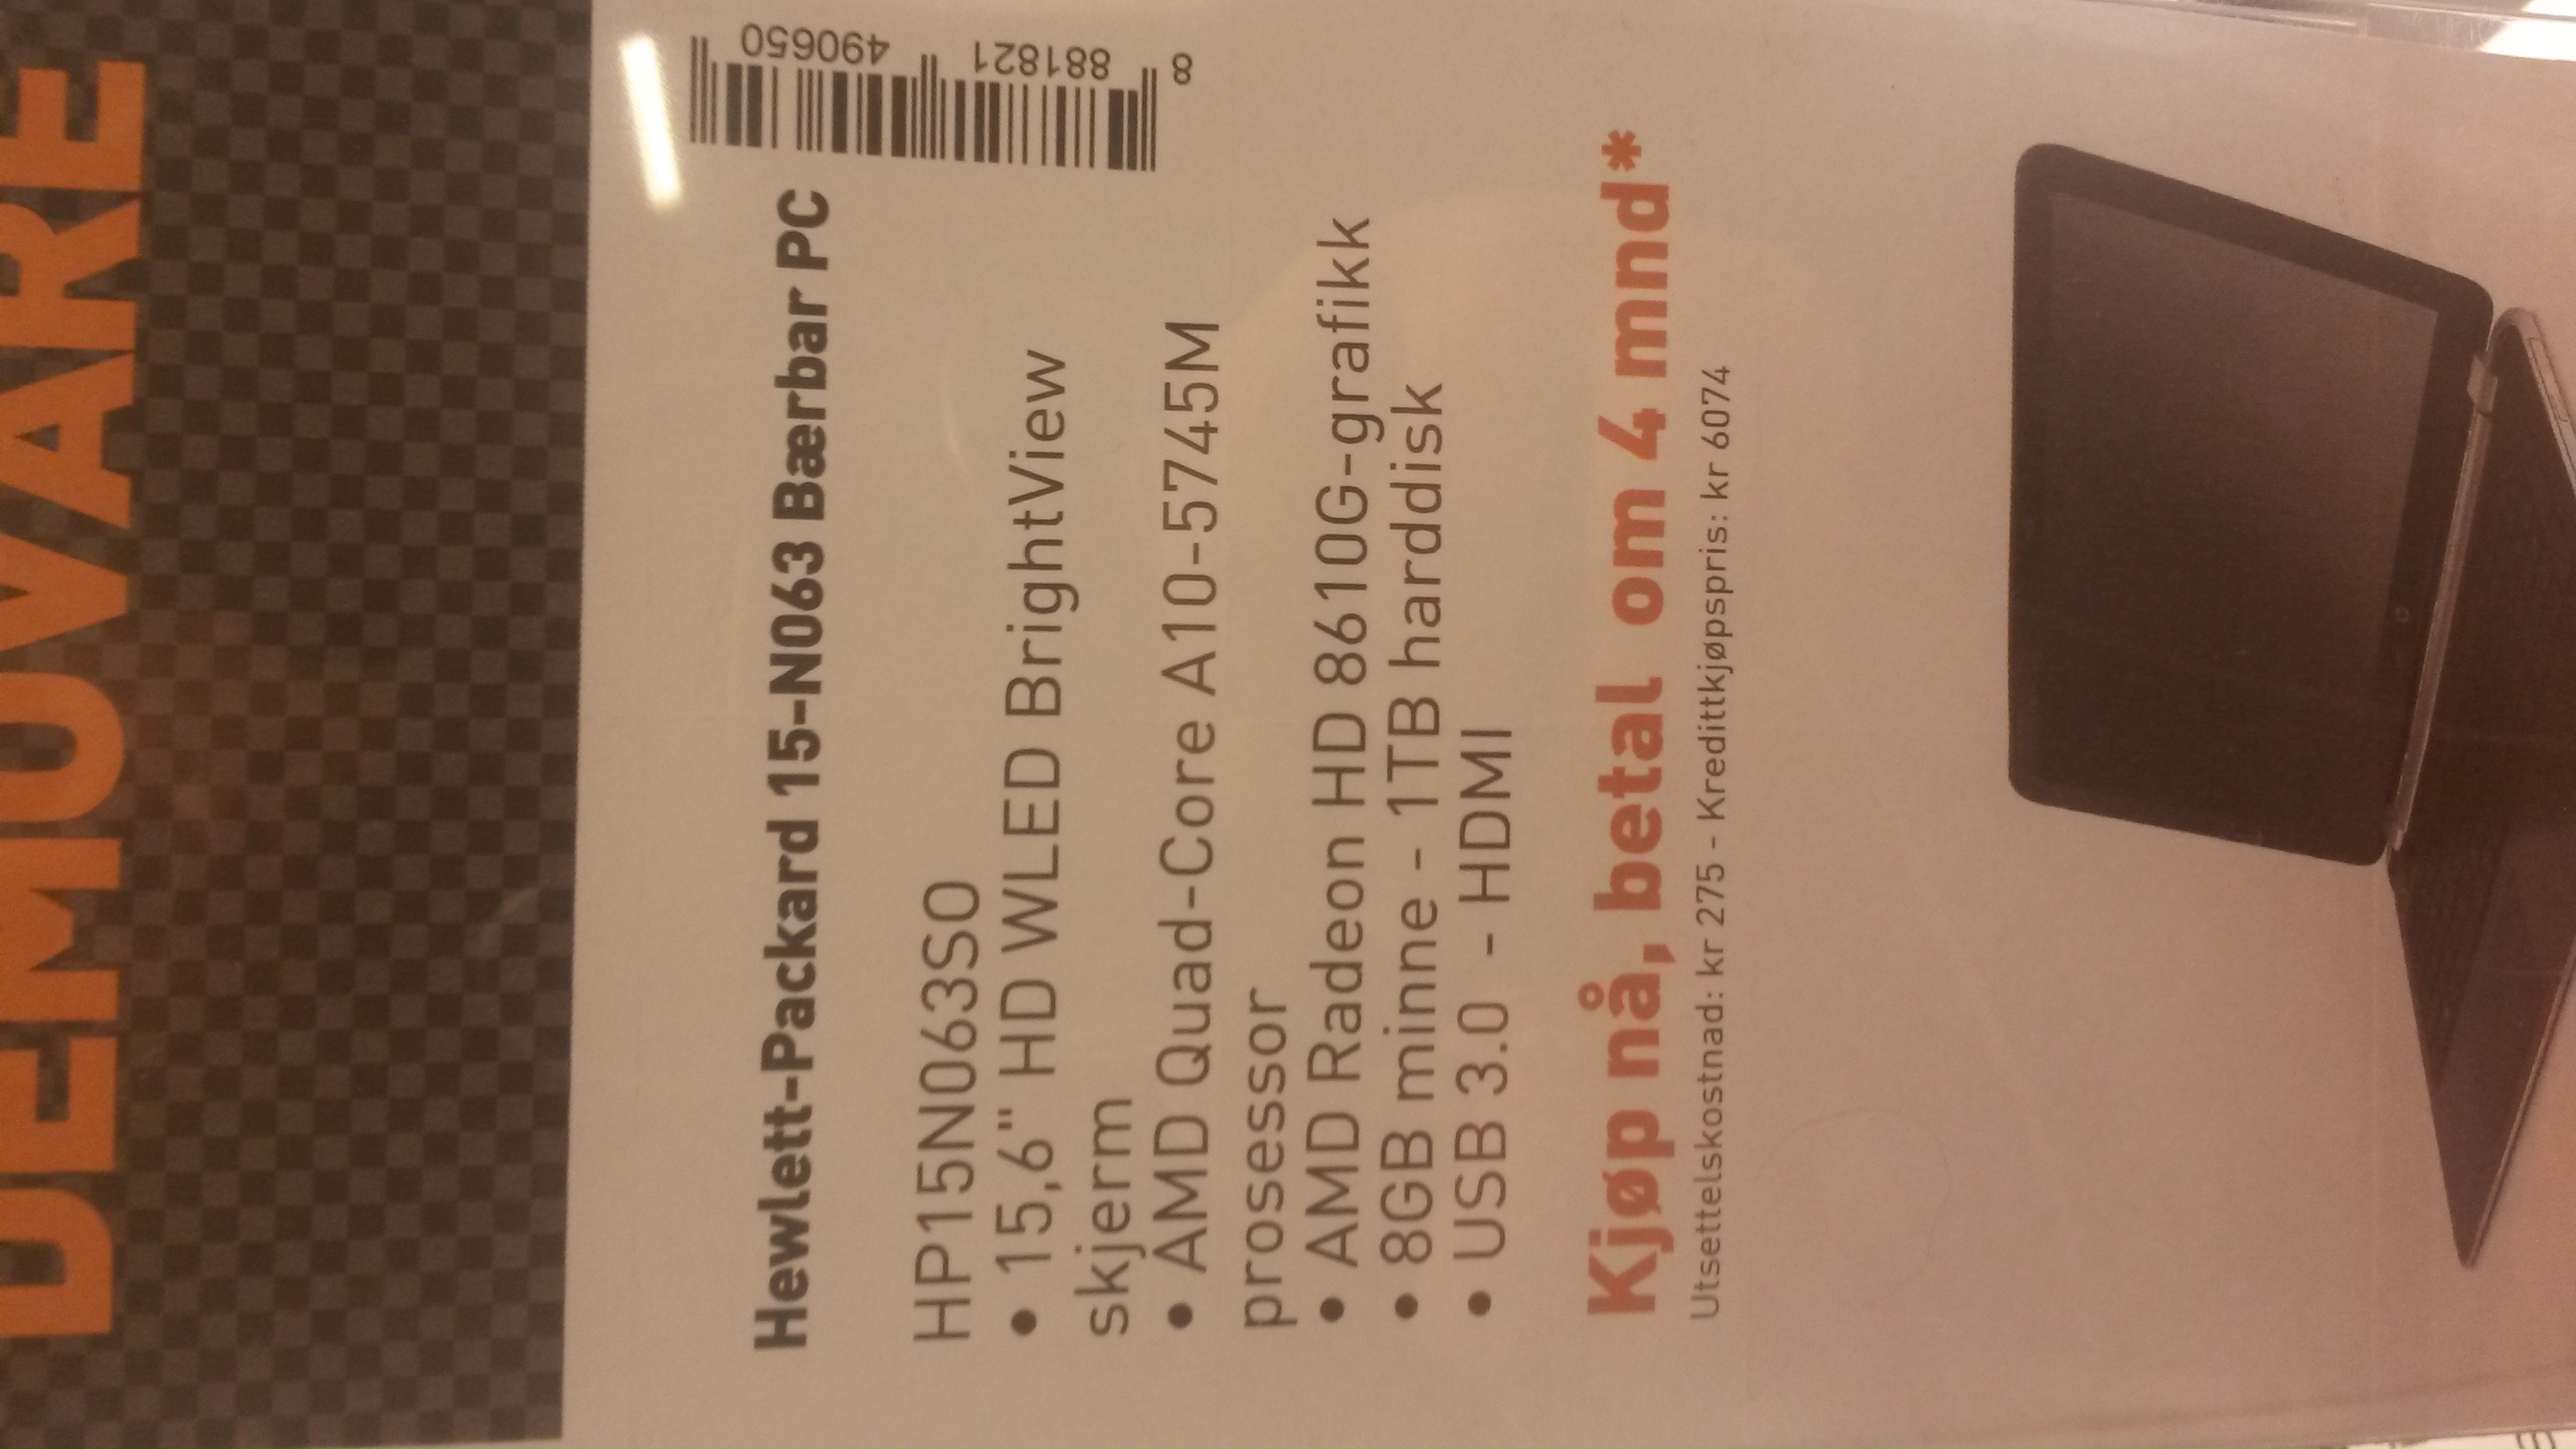 DEMOVARE
Hewlett-Packard 15-N063 Bærbar PC
8 881821 490650
HP15N063SO
• 15,6" HD WLED BrightView
skjerm
• AMD Quad-Core A10-5745M
prosessor
• AMD Radeon HD 8610G-grafikk
• 8GB minne - 1TB harddisk
• USB 3.0 - HDMI
Kjøp nå, betal om 4 mnd*
Utsettelskostnad: kr 275 - Kredittkjøpspris: kr 6074